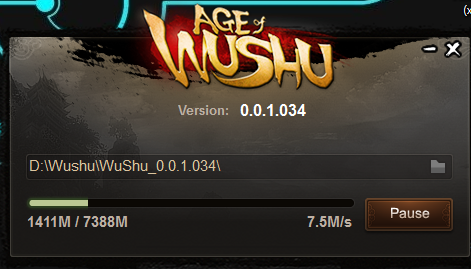 AGE of
WUSHU
Version: 0.0.1.034
D:\Wushu\WuShu_0.0.1.034\
1411M / 7388M 7.5M/s
Pause